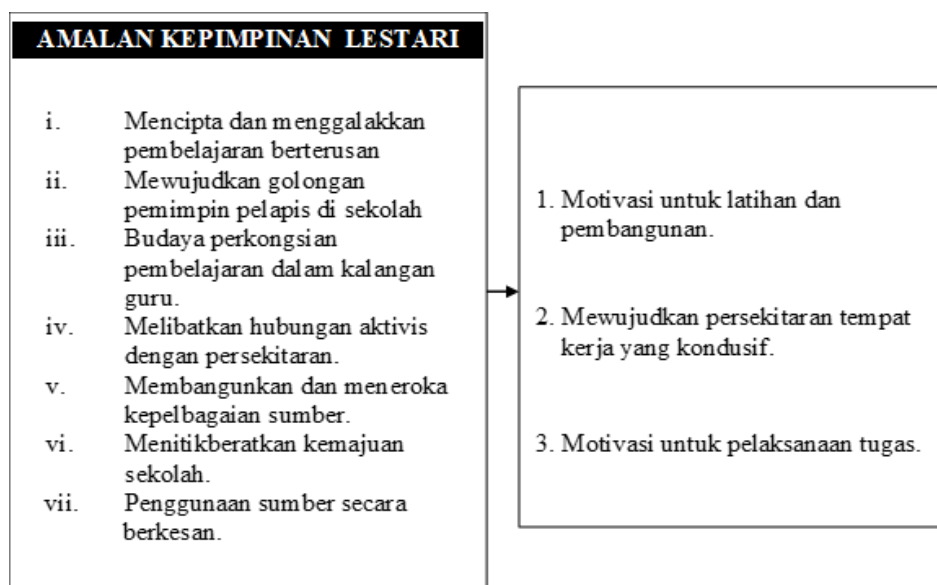 AMALAN KEPIMPINAN LESTARI
i. Mencipta dan menggalakkan
pembelajaran berterusan
ii. Mewujudkan golongan
pemimpin pelapis di sekolah
iii. Budaya perkongsian
pembelajaran dalam kalangan
guru.
iv. Melibatkan hubungan aktivis
dengan persekitaran.
v. Membangunkan dan meneroka
kepelbagaian sumber.
vi. Menitikberatkan kemajuan
sekolah.
vii. Penggunaan sumber secara
berkesan.
1. Motivasi untuk latihan dan
pembangunan.
2. Mewujudkan persekitaran tempat
kerja yang kondusif.
3. Motivasi untuk pelaksanaan tugas.